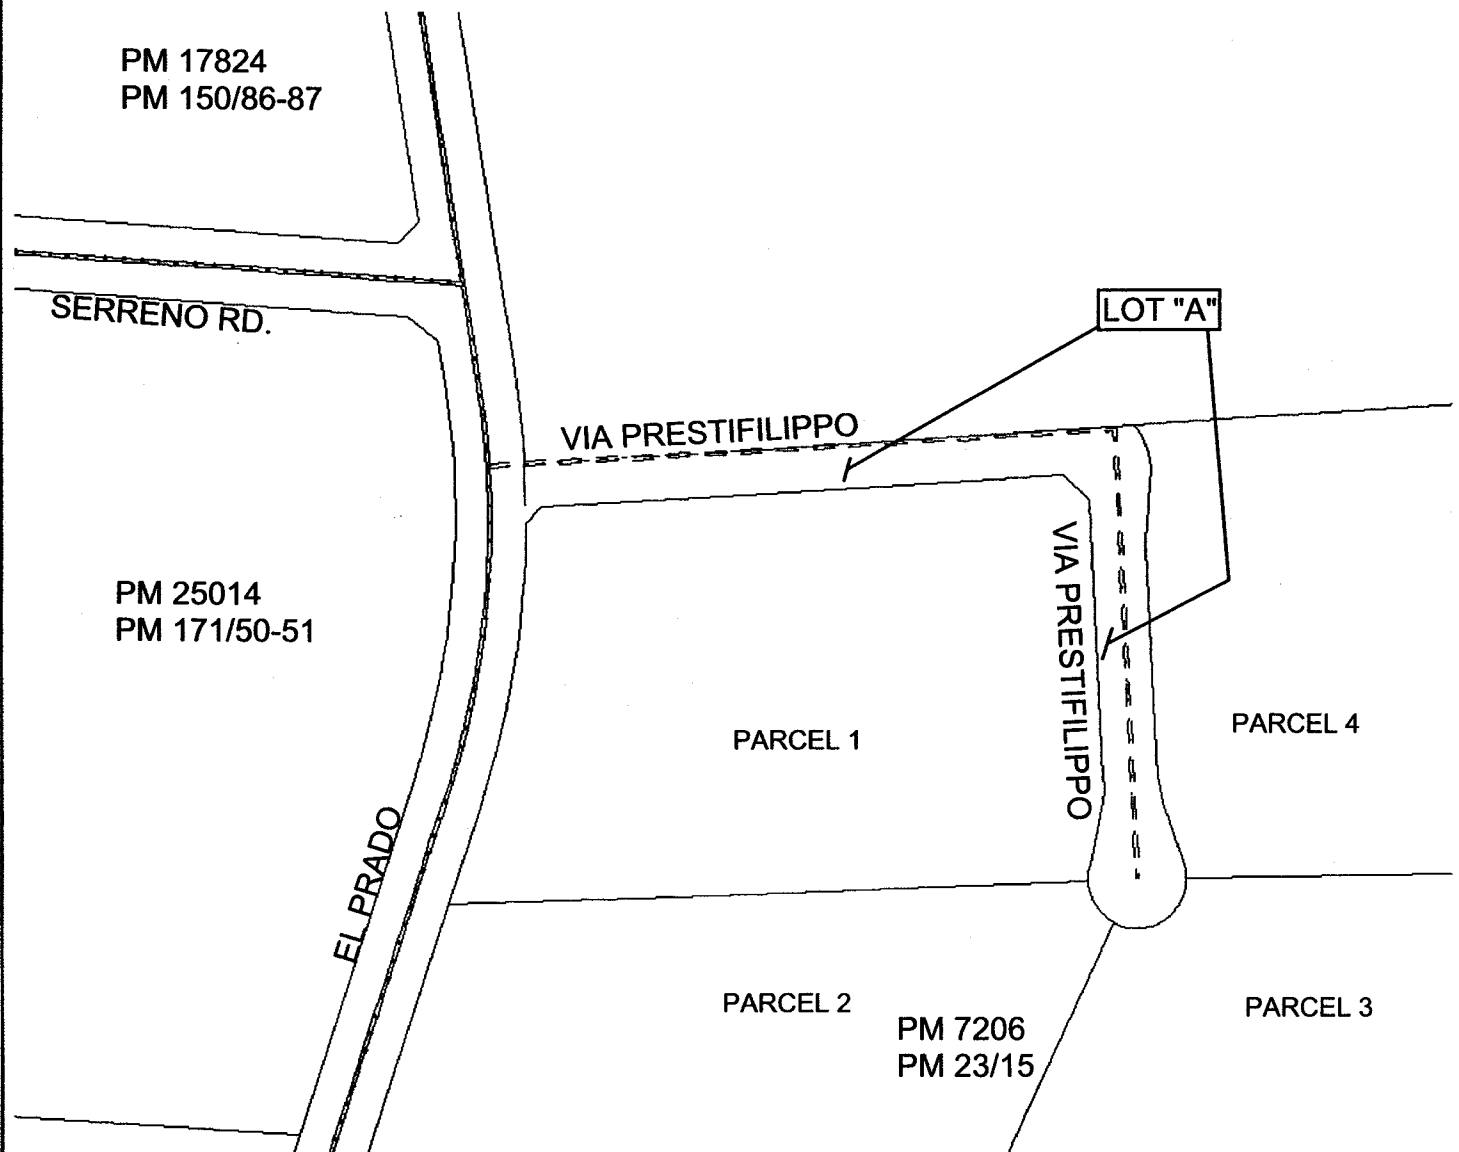 PM 17824
PM 150/86-87
SERRENO RD.
LOT "A"
VIA PRESTIFILIPPO
VIA PRESTIFILIPPO
PM 25014
PM 171/50-51
PARCEL 1
PARCEL 4
EL PRADO
PARCEL 2
PM 7206
PM 23/15
PARCEL 3